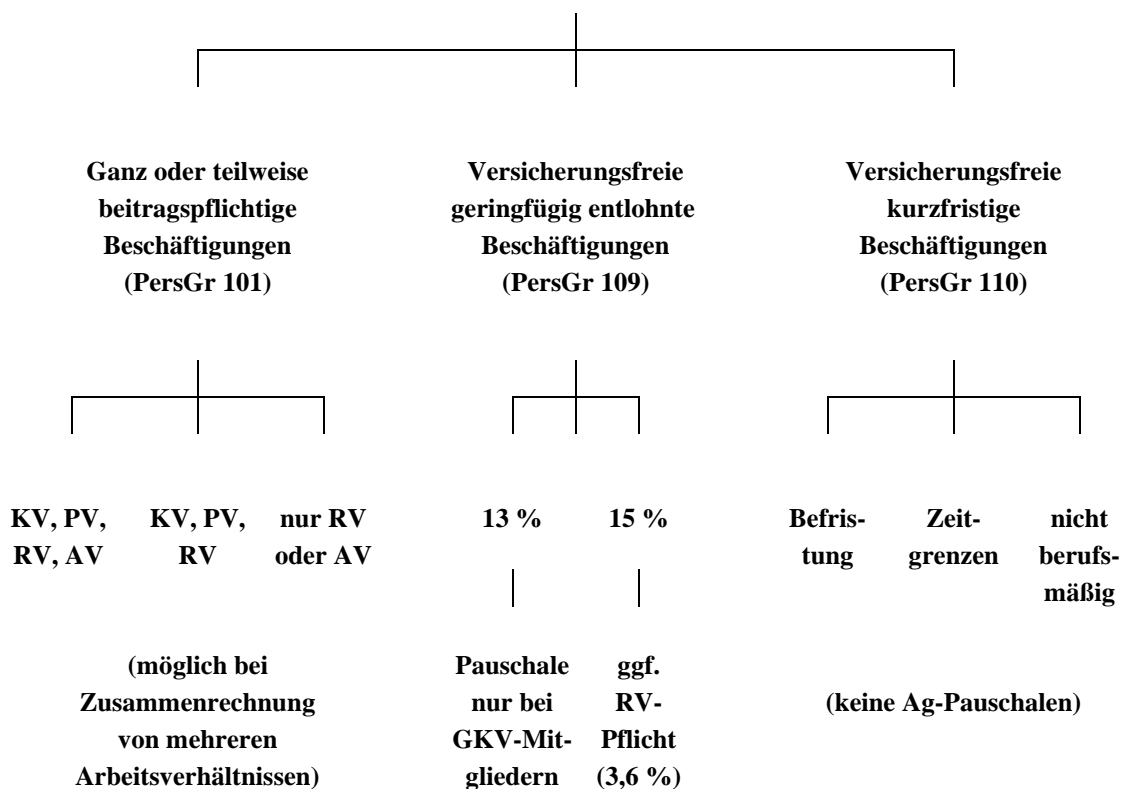 Ganz oder teilweise
beitragspflichtige
Beschäftigungen
(PersGr 101)
Versicherungsfreie
geringfügig entlohnte
Beschäftigungen
(PersGr 109)
Versicherungsfreie
kurzfristige
Beschäftigungen
(PersGr 110)
KV, PV,
RV, AV
KV, PV,
RV
nur RV
oder AV
13 %
15 %
Befris-
tung
Zeit-
grenzen
nicht
berufs-
mäßig
(möglich bei
Zusammenrechnung
von mehreren
Arbeitsverhältnissen)
Pauschale
nur bei
GKV-Mit-
gliedern
ggf.
RV-
Pflicht
(3,6 %)
(keine Ag-Pauschalen)